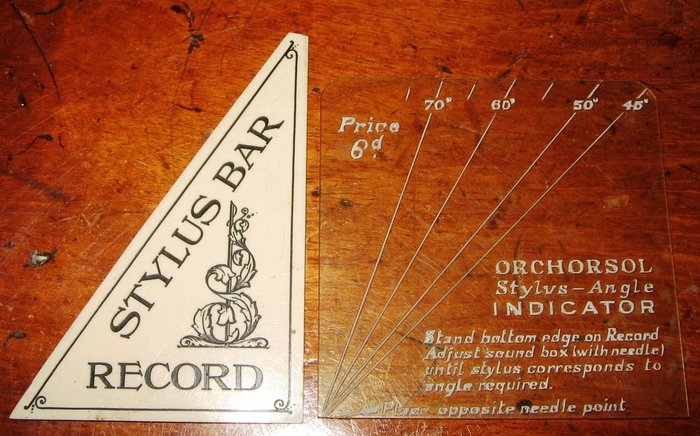 STYLUS BAR
RECORD
70° 60° 50° 45°
Price
6d
ORCHORSOL
Stylus-Angle
INDICATOR
Stand bottom edge on Record
Adjust sound box (with needle)
until stylus corresponds to
angle required.
Place opposite needle point